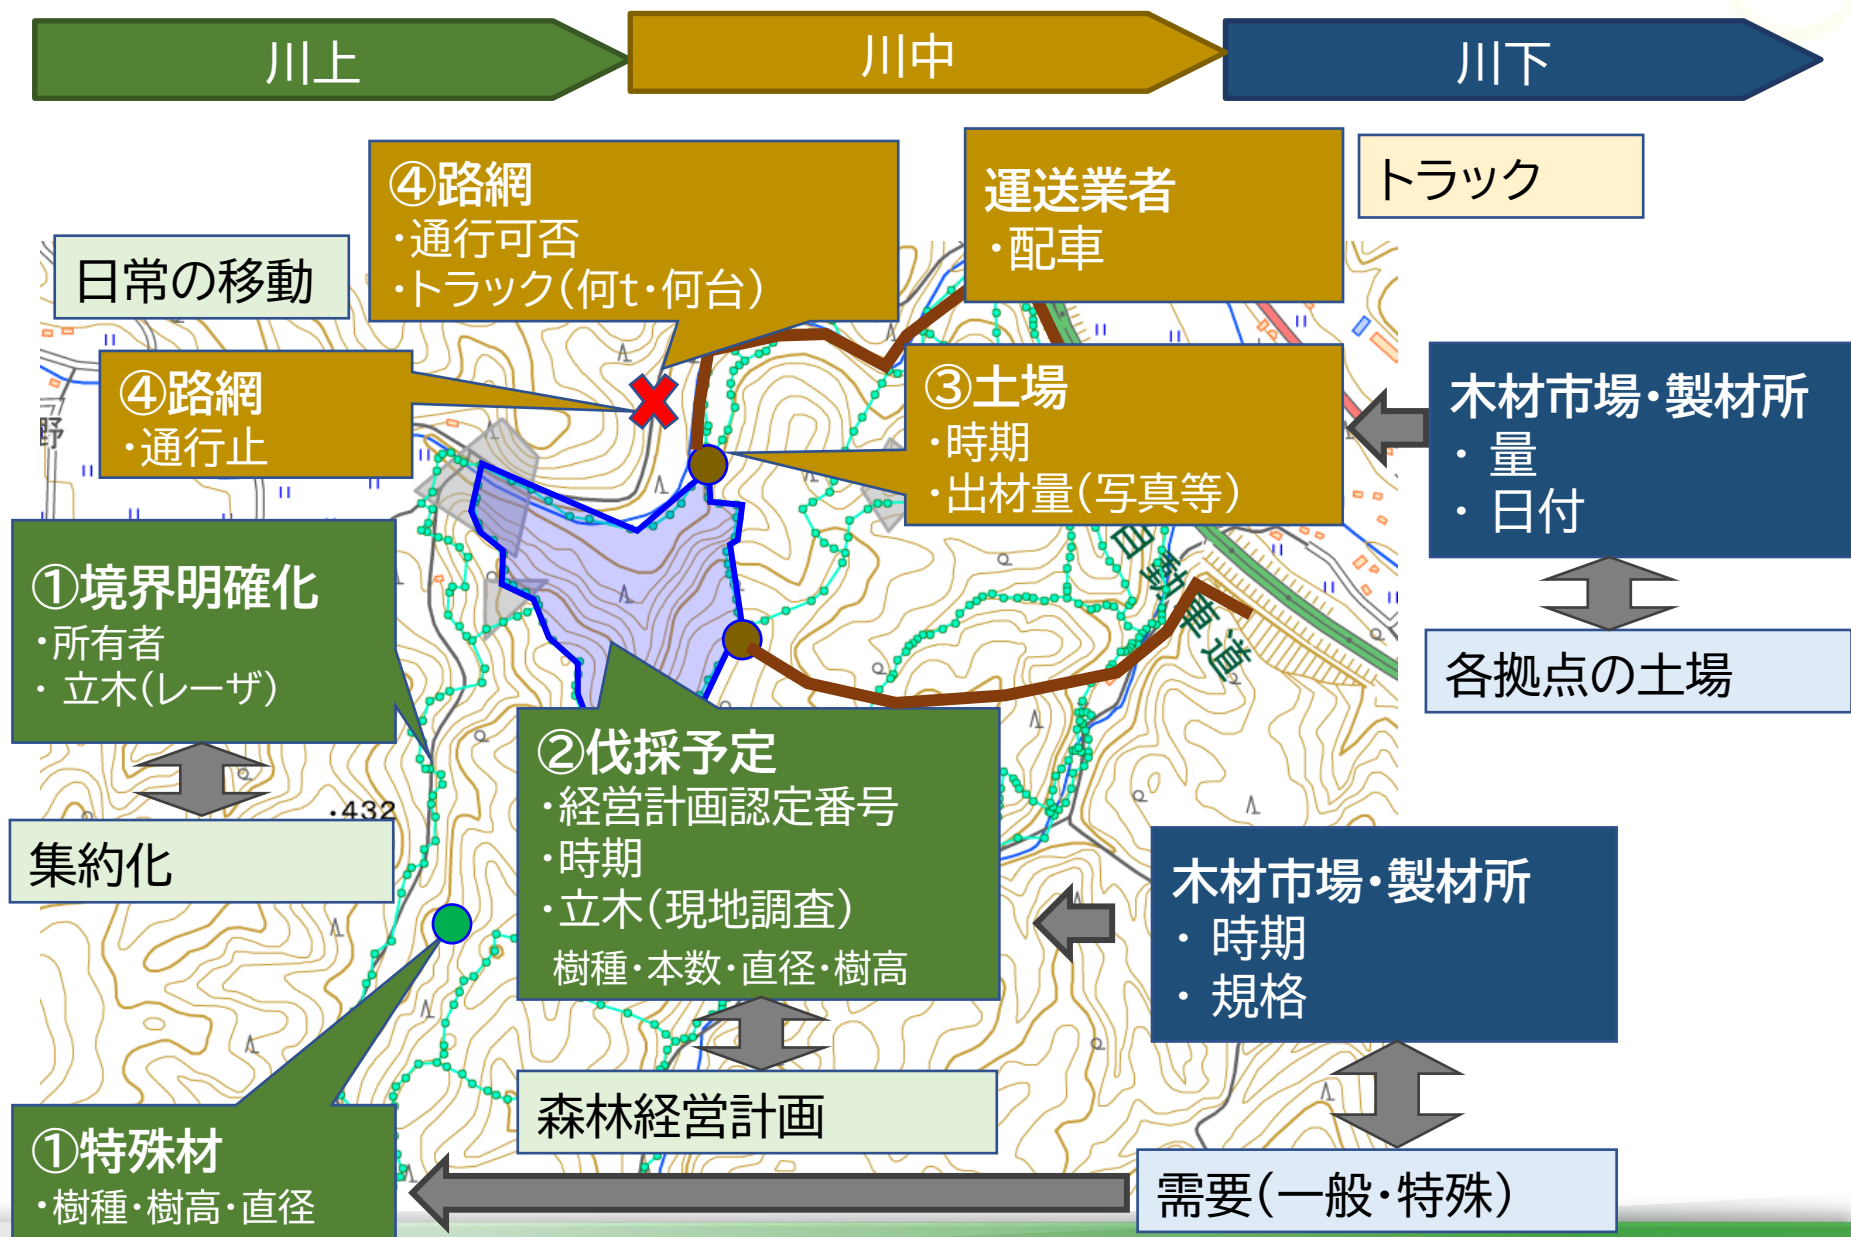 川上
川中
川下
④路網
・通行可否
・トラック(何t・何台)
運送業者
・配車
トラック
日常の移動
④路網
・通行止
③土場
・時期
・出材量(写真等)
木材市場・製材所
・ 量
・ 日付
野
自動車道
①境界明確化
・所有者
・ 立木(レーザ)
各拠点の土場
②伐採予定
・経営計画認定番号
・時期
・立木(現地調査)
樹種・本数・直径・樹高
・432
集約化
木材市場・製材所
・ 時期
・ 規格
森林経営計画
①特殊材
・樹種・樹高・直径
需要(一般・特殊)